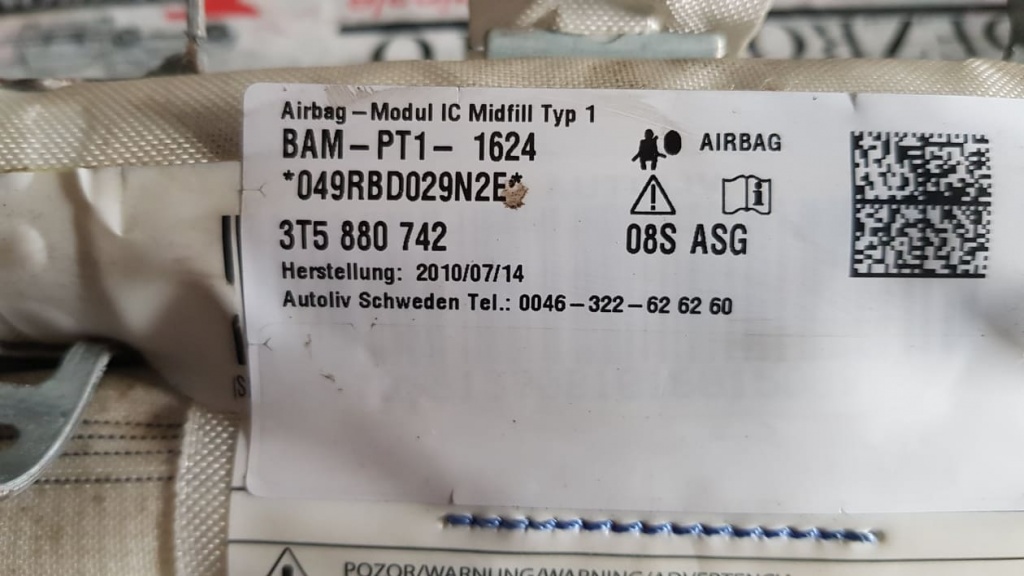 Airbag-Modul IC Midfill Typ 1
BAM-PT1- 1624
AIRBAG
*049RBD029N2E*
3T5 880 742
08S ASG
Herstellung: 2010/07/14
Autoliv Schweden Tel.: 0046-322-62 62 60
POZOR/WARNUNG/WARNING/ADVERTENCIA